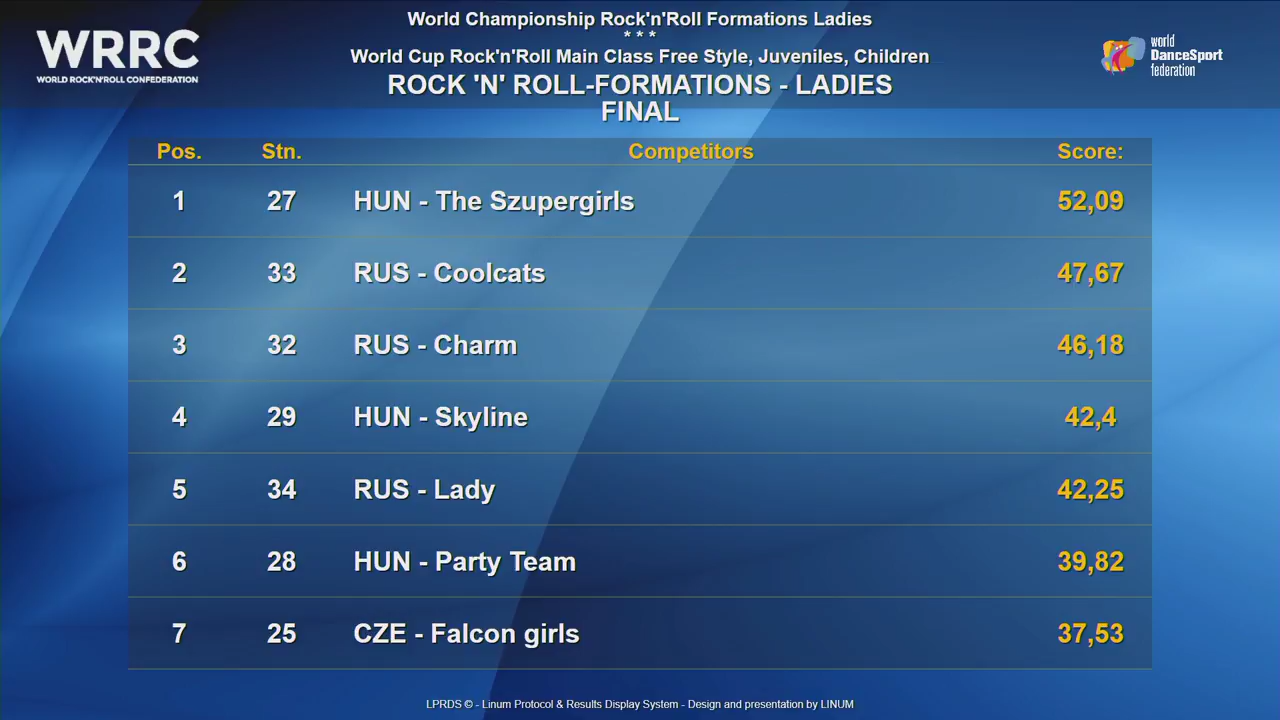 WRRC
WORLD ROCK'N'ROLL CONFEDERATION
World Championship Rock'n'Roll Formations Ladies
* * *
World Cup Rock'n'Roll Main Class Free Style, Juveniles, Children
ROCK 'N' ROLL-FORMATIONS - LADIES
FINAL
world
DanceSport
federation
Pos. Stn. Competitors Score:
1 27 HUN - The Szupergirls 52,09
2 33 RUS - Coolcats 47,67
3 32 RUS - Charm 46,18
4 29 HUN - Skyline 42,4
5 34 RUS - Lady 42,25
6 28 HUN - Party Team 39,82
7 25 CZE - Falcon girls 37,53
LPRDS © - Linum Protocol & Results Display System - Design and presentation by LINUM